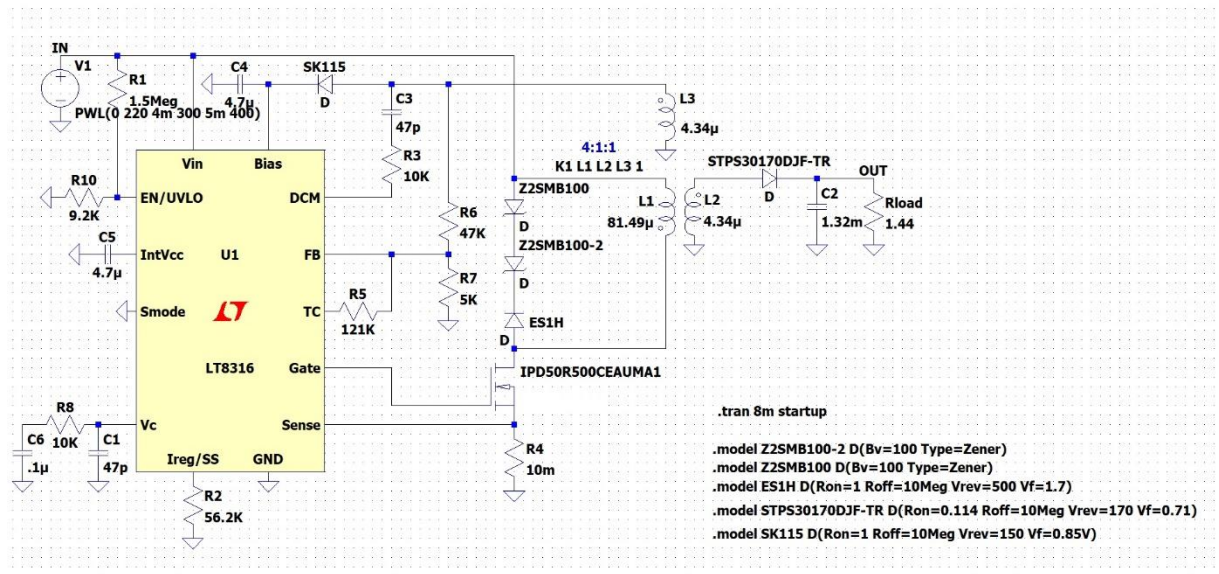 IN
V1
R1
1.5Meg
PWL(0 220 4m 300 5m 400)
C4
4.7µ
SK115
D
C3
47p
R3
10K
L3
4.34µ
4:1:1
K1 L1 L2 L3 1
STPS30170DJF-TR
D
OUT
Vin
Bias
R10
9.2K
EN/UVLO
DCM
R6
47K
Z2SMB100
D
L1
81.49µ
L2
4.34µ
C2
1.32m
Rload
1.44
C5
4.7µ
IntVcc
U1
FB
Z2SMB100-2
D
R7
5K
Smode
TC
R5
121K
ES1H
D
LT8316
Gate
IPD50R500CEAUMA1
R8
10K
C6
.1µ
C1
47p
Vc
Sense
R4
10m
Ireg/SS
GND
R2
56.2K
.tran 8m startup
.model Z2SMB100-2 D(Bv=100 Type=Zener)
.model Z2SMB100 D(Bv=100 Type=Zener)
.model ES1H D(Ron=1 Roff=10Meg Vrev=500 Vf=1.7)
.model STPS30170DJF-TR D(Ron=0.114 Roff=10Meg Vrev=170 Vf=0.71)
.model SK115 D(Ron=1 Roff=10Meg Vrev=150 Vf=0.85V)